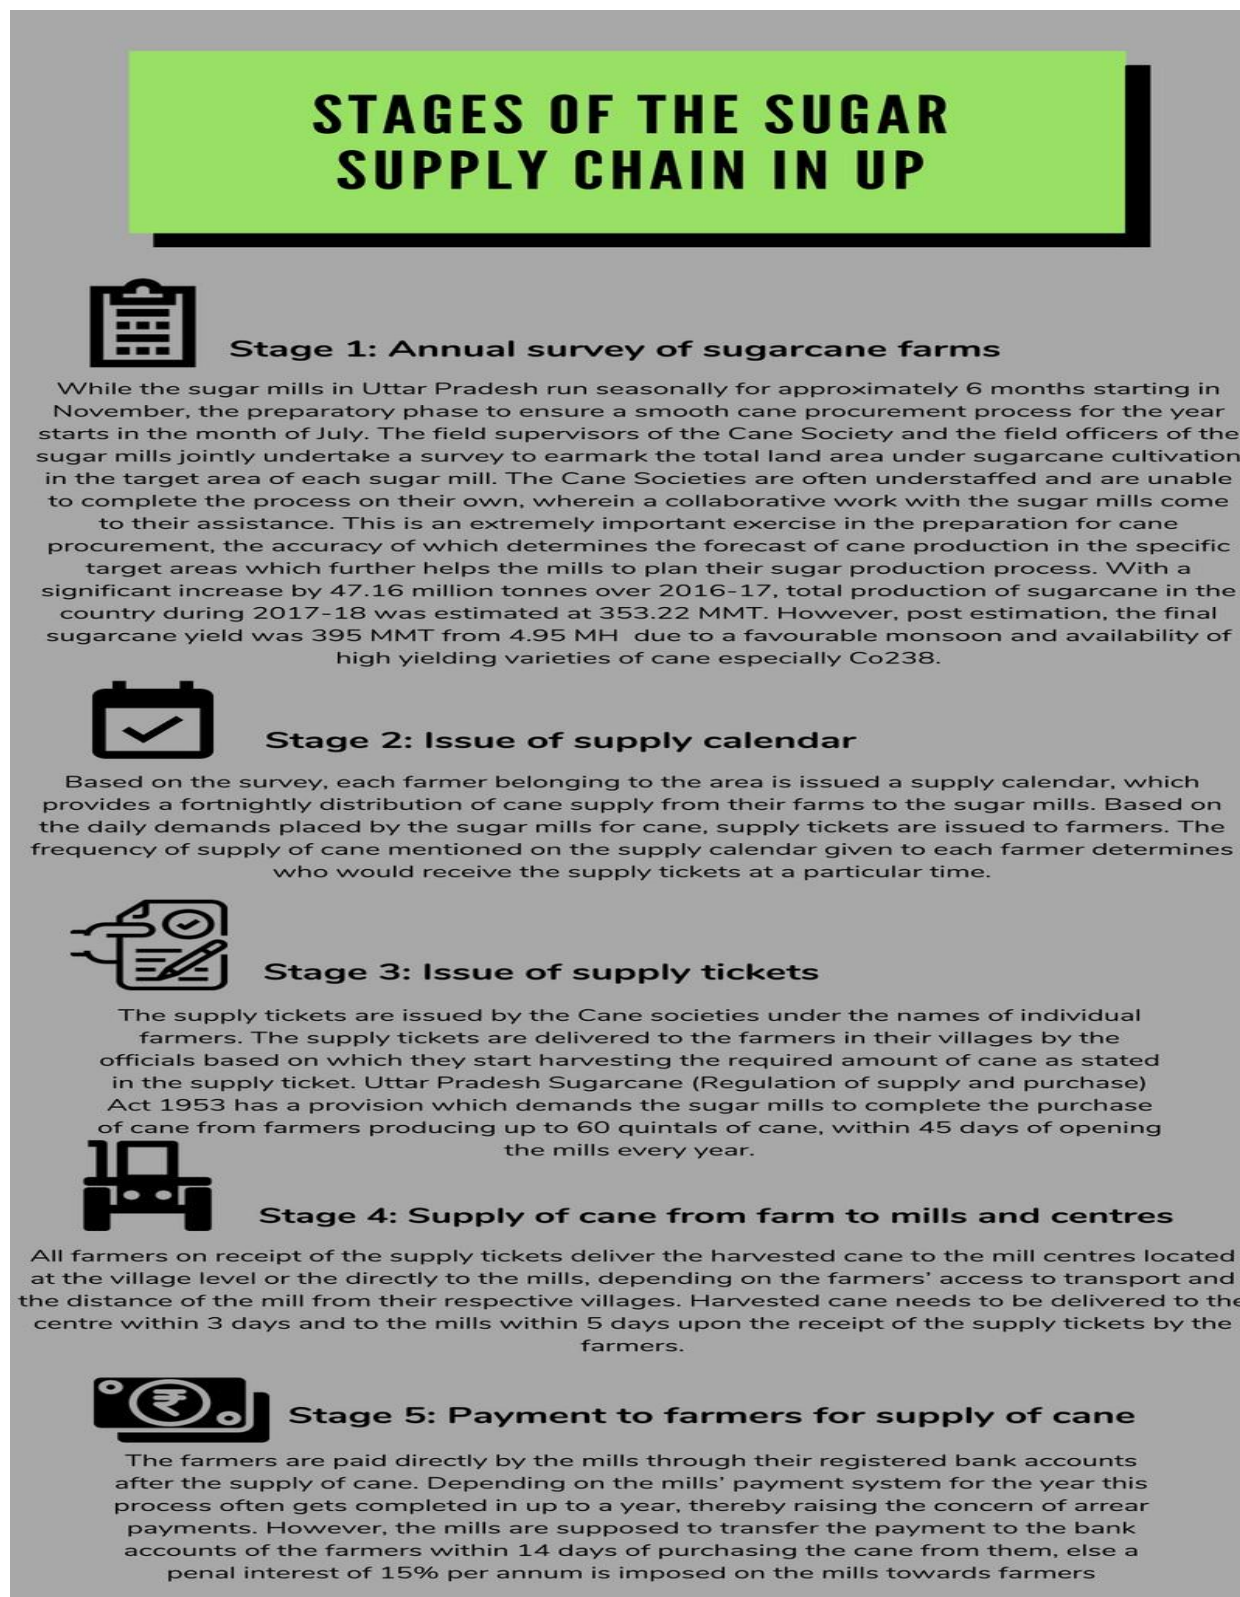 STAGES OF THE SUGAR
SUPPLY CHAIN IN UP
Stage 1: Annual survey of sugarcane farms
While the sugar mills in Uttar Pradesh run seasonally for approximately 6 months starting in
November, the preparatory phase to ensure a smooth cane procurement process for the year
starts in the month of July. The field supervisors of the Cane Society and the field officers of the
sugar mills jointly undertake a survey to earmark the total land area under sugarcane cultivation
in the target area of each sugar mill. The Cane Societies are often understaffed and are unable
to complete the process on their own, wherein a collaborative work with the sugar mills come
to their assistance. This is an extremely important exercise in the preparation for cane
procurement, the accuracy of which determines the forecast of cane production in the specific
target areas which further helps the mills to plan their sugar production process. With a
significant increase by 47.16 million tonnes over 2016-17, total production of sugarcane in the
country during 2017-18 was estimated at 353.22 MMT. However, post estimation, the final
sugarcane yield was 395 MMT from 4.95 MH due to a favourable monsoon and availability of
high yielding varieties of cane especially Co238.
Stage 2: Issue of supply calendar
Based on the survey, each farmer belonging to the area is issued a supply calendar, which
provides a fortnightly distribution of cane supply from their farms to the sugar mills. Based on
the daily demands placed by the sugar mills for cane, supply tickets are issued to farmers. The
frequency of supply of cane mentioned on the supply calendar given to each farmer determines
who would receive the supply tickets at a particular time.
Stage 3: Issue of supply tickets
The supply tickets are issued by the Cane societies under the names of individual
farmers. The supply tickets are delivered to the farmers in their villages by the
officials based on which they start harvesting the required amount of cane as stated
in the supply ticket. Uttar Pradesh Sugarcane (Regulation of supply and purchase)
Act 1953 has a provision which demands the sugar mills to complete the purchase
of cane from farmers producing up to 60 quintals of cane, within 45 days of opening
the mills every year.
Stage 4: Supply of cane from farm to mills and centres
All farmers on receipt of the supply tickets deliver the harvested cane to the mill centres located
at the village level or the directly to the mills, depending on the farmers' access to transport and
the distance of the mill from their respective villages. Harvested cane needs to be delivered to the
centre within 3 days and to the mills within 5 days upon the receipt of the supply tickets by the
farmers.
Stage 5: Payment to farmers for supply of cane
The farmers are paid directly by the mills through their registered bank accounts
after the supply of cane. Depending on the mills' payment system for the year this
process often gets completed in up to a year, thereby raising the concern of arrear
payments. However, the mills are supposed to transfer the payment to the bank
accounts of the farmers within 14 days of purchasing the cane from them, else a
penal interest of 15% per annum is imposed on the mills towards farmers